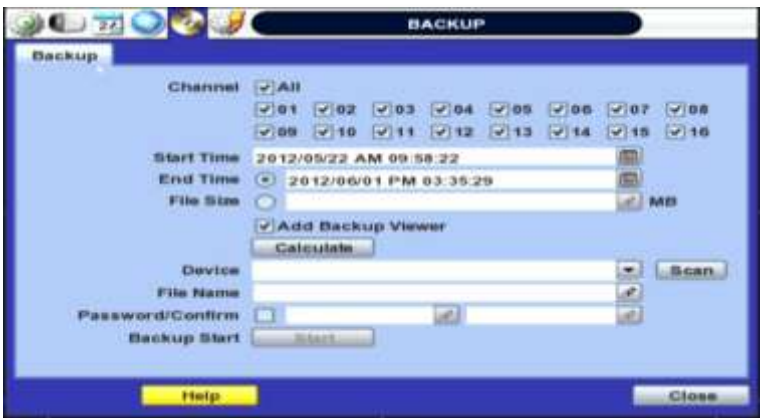 BACKUP
Backup
Channel All
01 02 03 04 05 06 07 08
09 10 11 12 13 14 15 16
Start Time 2012/05/22 AM 09:58:22
End Time 2012/06/01 PM 03:35:29
File Size MB
Add Backup Viewer
Calculate
Device Scan
File Name
Password/Confirm
Backup Start Start
Help Close